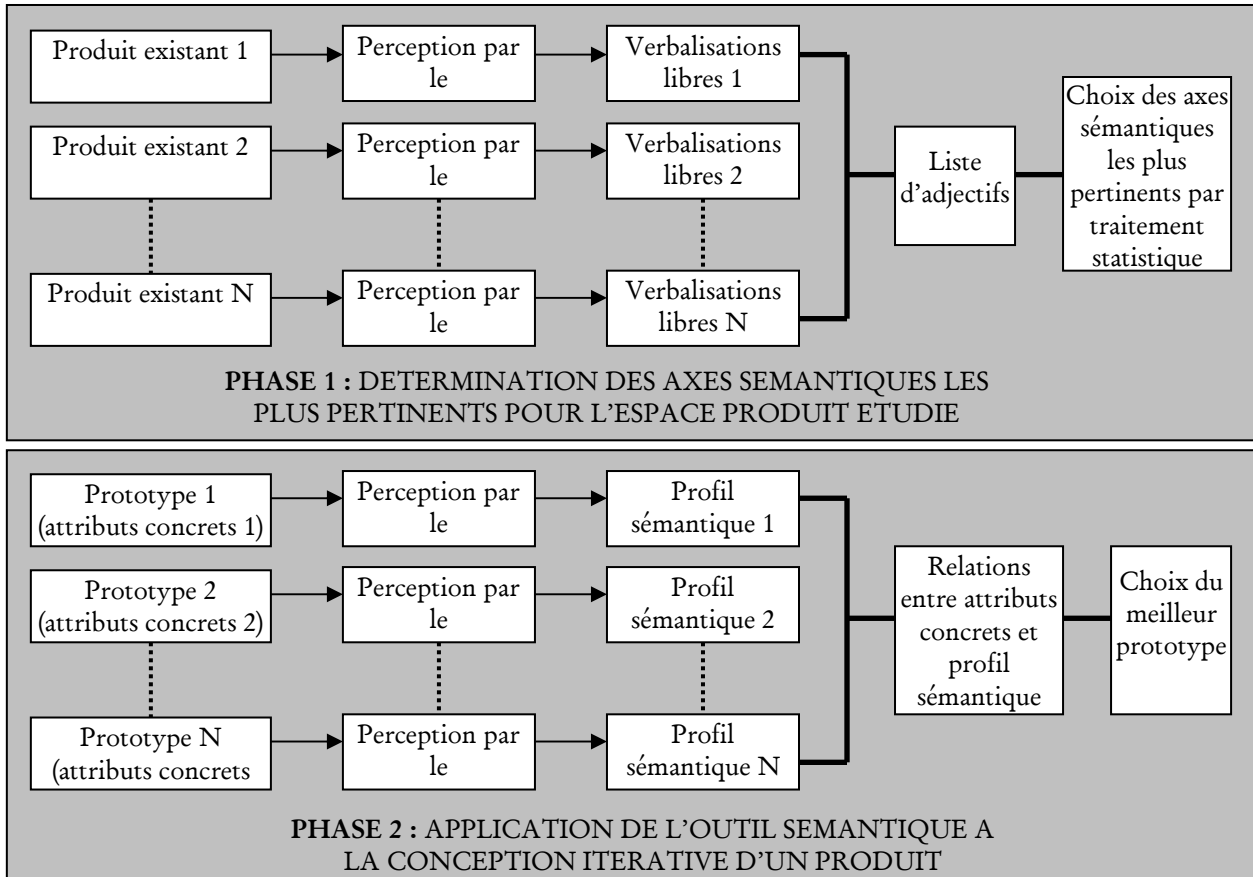 Produit existant 1
Perception par
le
Verbalisations
libres 1
Produit existant 2
Perception par
le
Verbalisations
libres 2
Produit existant N
Perception par
le
Verbalisations
libres N
Liste
d’adjectifs
Choix des axes
sémantiques
les plus
pertinents par
traitement
statistique
PHASE 1 : DETERMINATION DES AXES SEMANTIQUES LES
PLUS PERTINENTS POUR L’ESPACE PRODUIT ETUDIE
Prototype 1
(attributs concrets 1)
Perception par
le
Profil
sémantique 1
Prototype 2
(attributs concrets 2)
Perception par
le
Profil
sémantique 2
Prototype N
(attributs concrets
Perception par
le
Profil
sémantique N
Relations
entre attributs
concrets et
profil
sémantique
Choix du
meilleur
prototype
PHASE 2 : APPLICATION DE L’OUTIL SEMANTIQUE A
LA CONCEPTION ITERATIVE D’UN PRODUIT